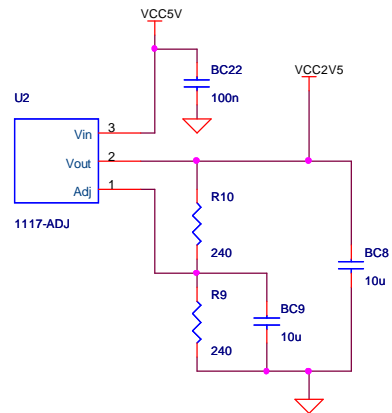 VCC5V
BC22
100n
VCC2V5
U2
Vin 3
Vout 2
Adj 1
1117-ADJ
R10
240
BC8
10u
R9
240
BC9
10u